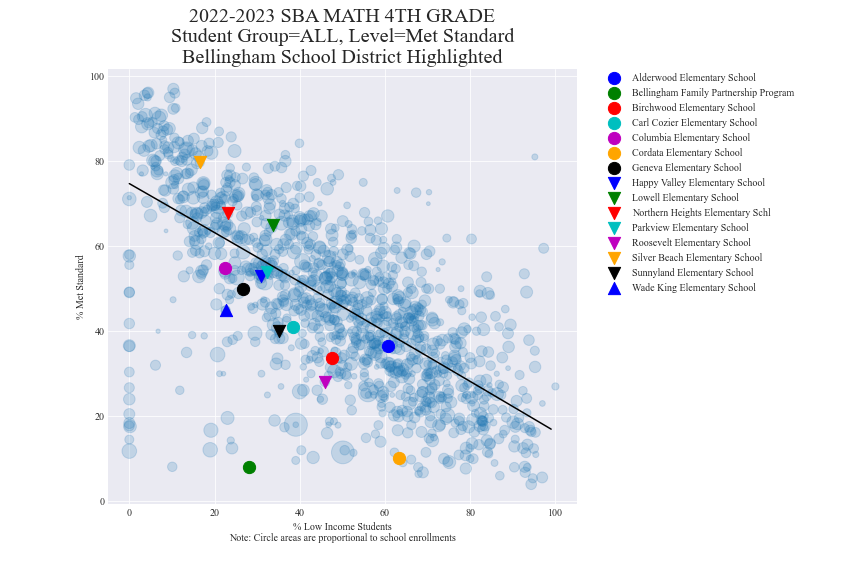 2022-2023 SBA MATH 4TH GRADE
Student Group=ALL, Level=Met Standard
Bellingham School District Highlighted
100
80
60
40
20
0
% Met Standard
0 20 40 60 80 100
% Low Income Students
Note: Circle areas are proportional to school enrollments
Alderwood Elementary School
Bellingham Family Partnership Program
Birchwood Elementary School
Carl Cozier Elementary School
Columbia Elementary School
Cordata Elementary School
Geneva Elementary School
Happy Valley Elementary School
Lowell Elementary School
Northern Heights Elementary Schl
Parkview Elementary School
Roosevelt Elementary School
Silver Beach Elementary School
Sunnyland Elementary School
Wade King Elementary School